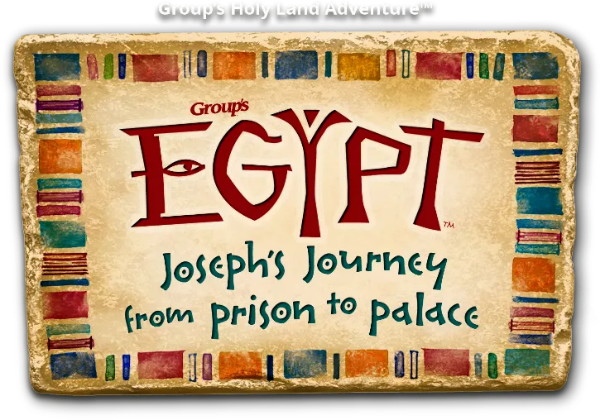 Group's Holy Land Adventure™
Group's
EGYPT™
Joseph's Journey
from prison to palace